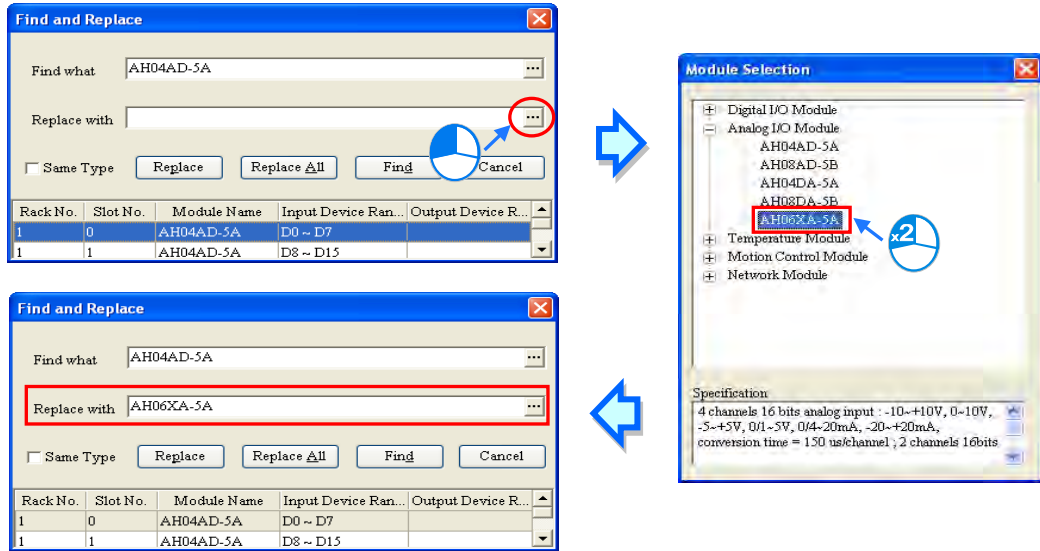 Find and Replace
Find what AH04AD-5A ...
Replace with ...
Same Type Replace Replace All Find Cancel
Rack No. Slot No. Module Name Input Device Ran... Output Device R...
1 0 AH04AD-5A D0 ~ D7
1 1 AH04AD-5A D8 ~ D15
Module Selection
Digital I/O Module
Analog I/O Module
AH04AD-5A
AH08AD-5B
AH04DA-5A
AH08DA-5B
AH06XA-5A
x2
Temperature Module
Motion Control Module
Network Module
Specification
4 channels 16 bits analog input : -10~+10V, 0~10V,
-5~+5V, 0/1~5V, 0/4~20mA, -20~+20mA,
conversion time = 150 us/channel ; 2 channels 16bits
Find and Replace
Find what AH04AD-5A ...
Replace with AH06XA-5A ...
Same Type Replace Replace All Find Cancel
Rack No. Slot No. Module Name Input Device Ran... Output Device R...
1 0 AH04AD-5A D0 ~ D7
1 1 AH04AD-5A D8 ~ D15